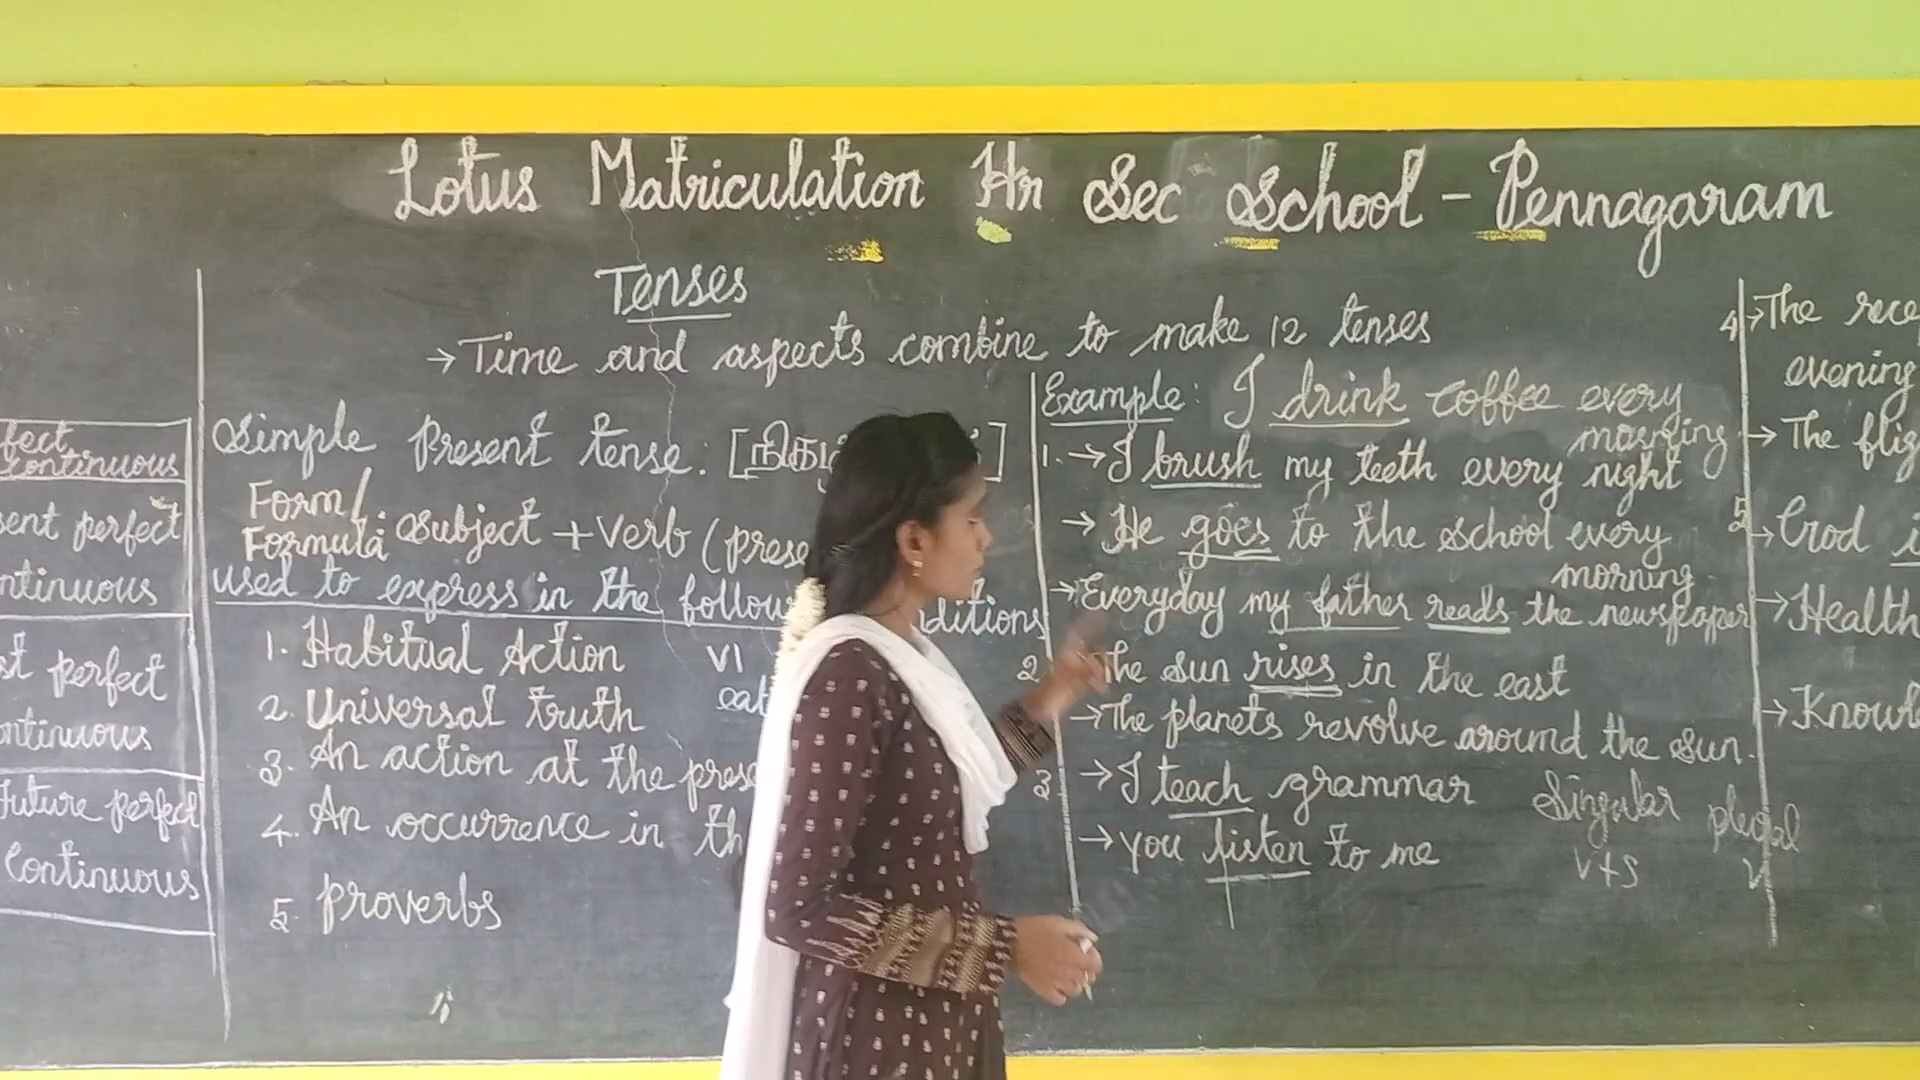 Lotus Matriculation Hr Sec School - Pennagaram
Tenses
→ Time and aspects combine to make 12 tenses
continuous
perfect
continuous
perfect
continuous
Future perfect
Continuous
Simple Present tense: [
Form/
Formula: Subject + Verb (
used to express in the
1. Habitual Action
2. Universal truth
3. An action at the
4. An occurrence in
5. Proverbs
V1
eat
Example: I drink coffee every
morning
1. → I brush my teeth every night
→ He goes to the school every
morning
→ Everyday my father reads the newspaper
2. The sun rises in the east
→ The planets revolve around the sun.
3. → I teach grammar
→ you listen to me
Singular
V+S
V
4 → The
evening
→ The
5 → God
→ Health
→